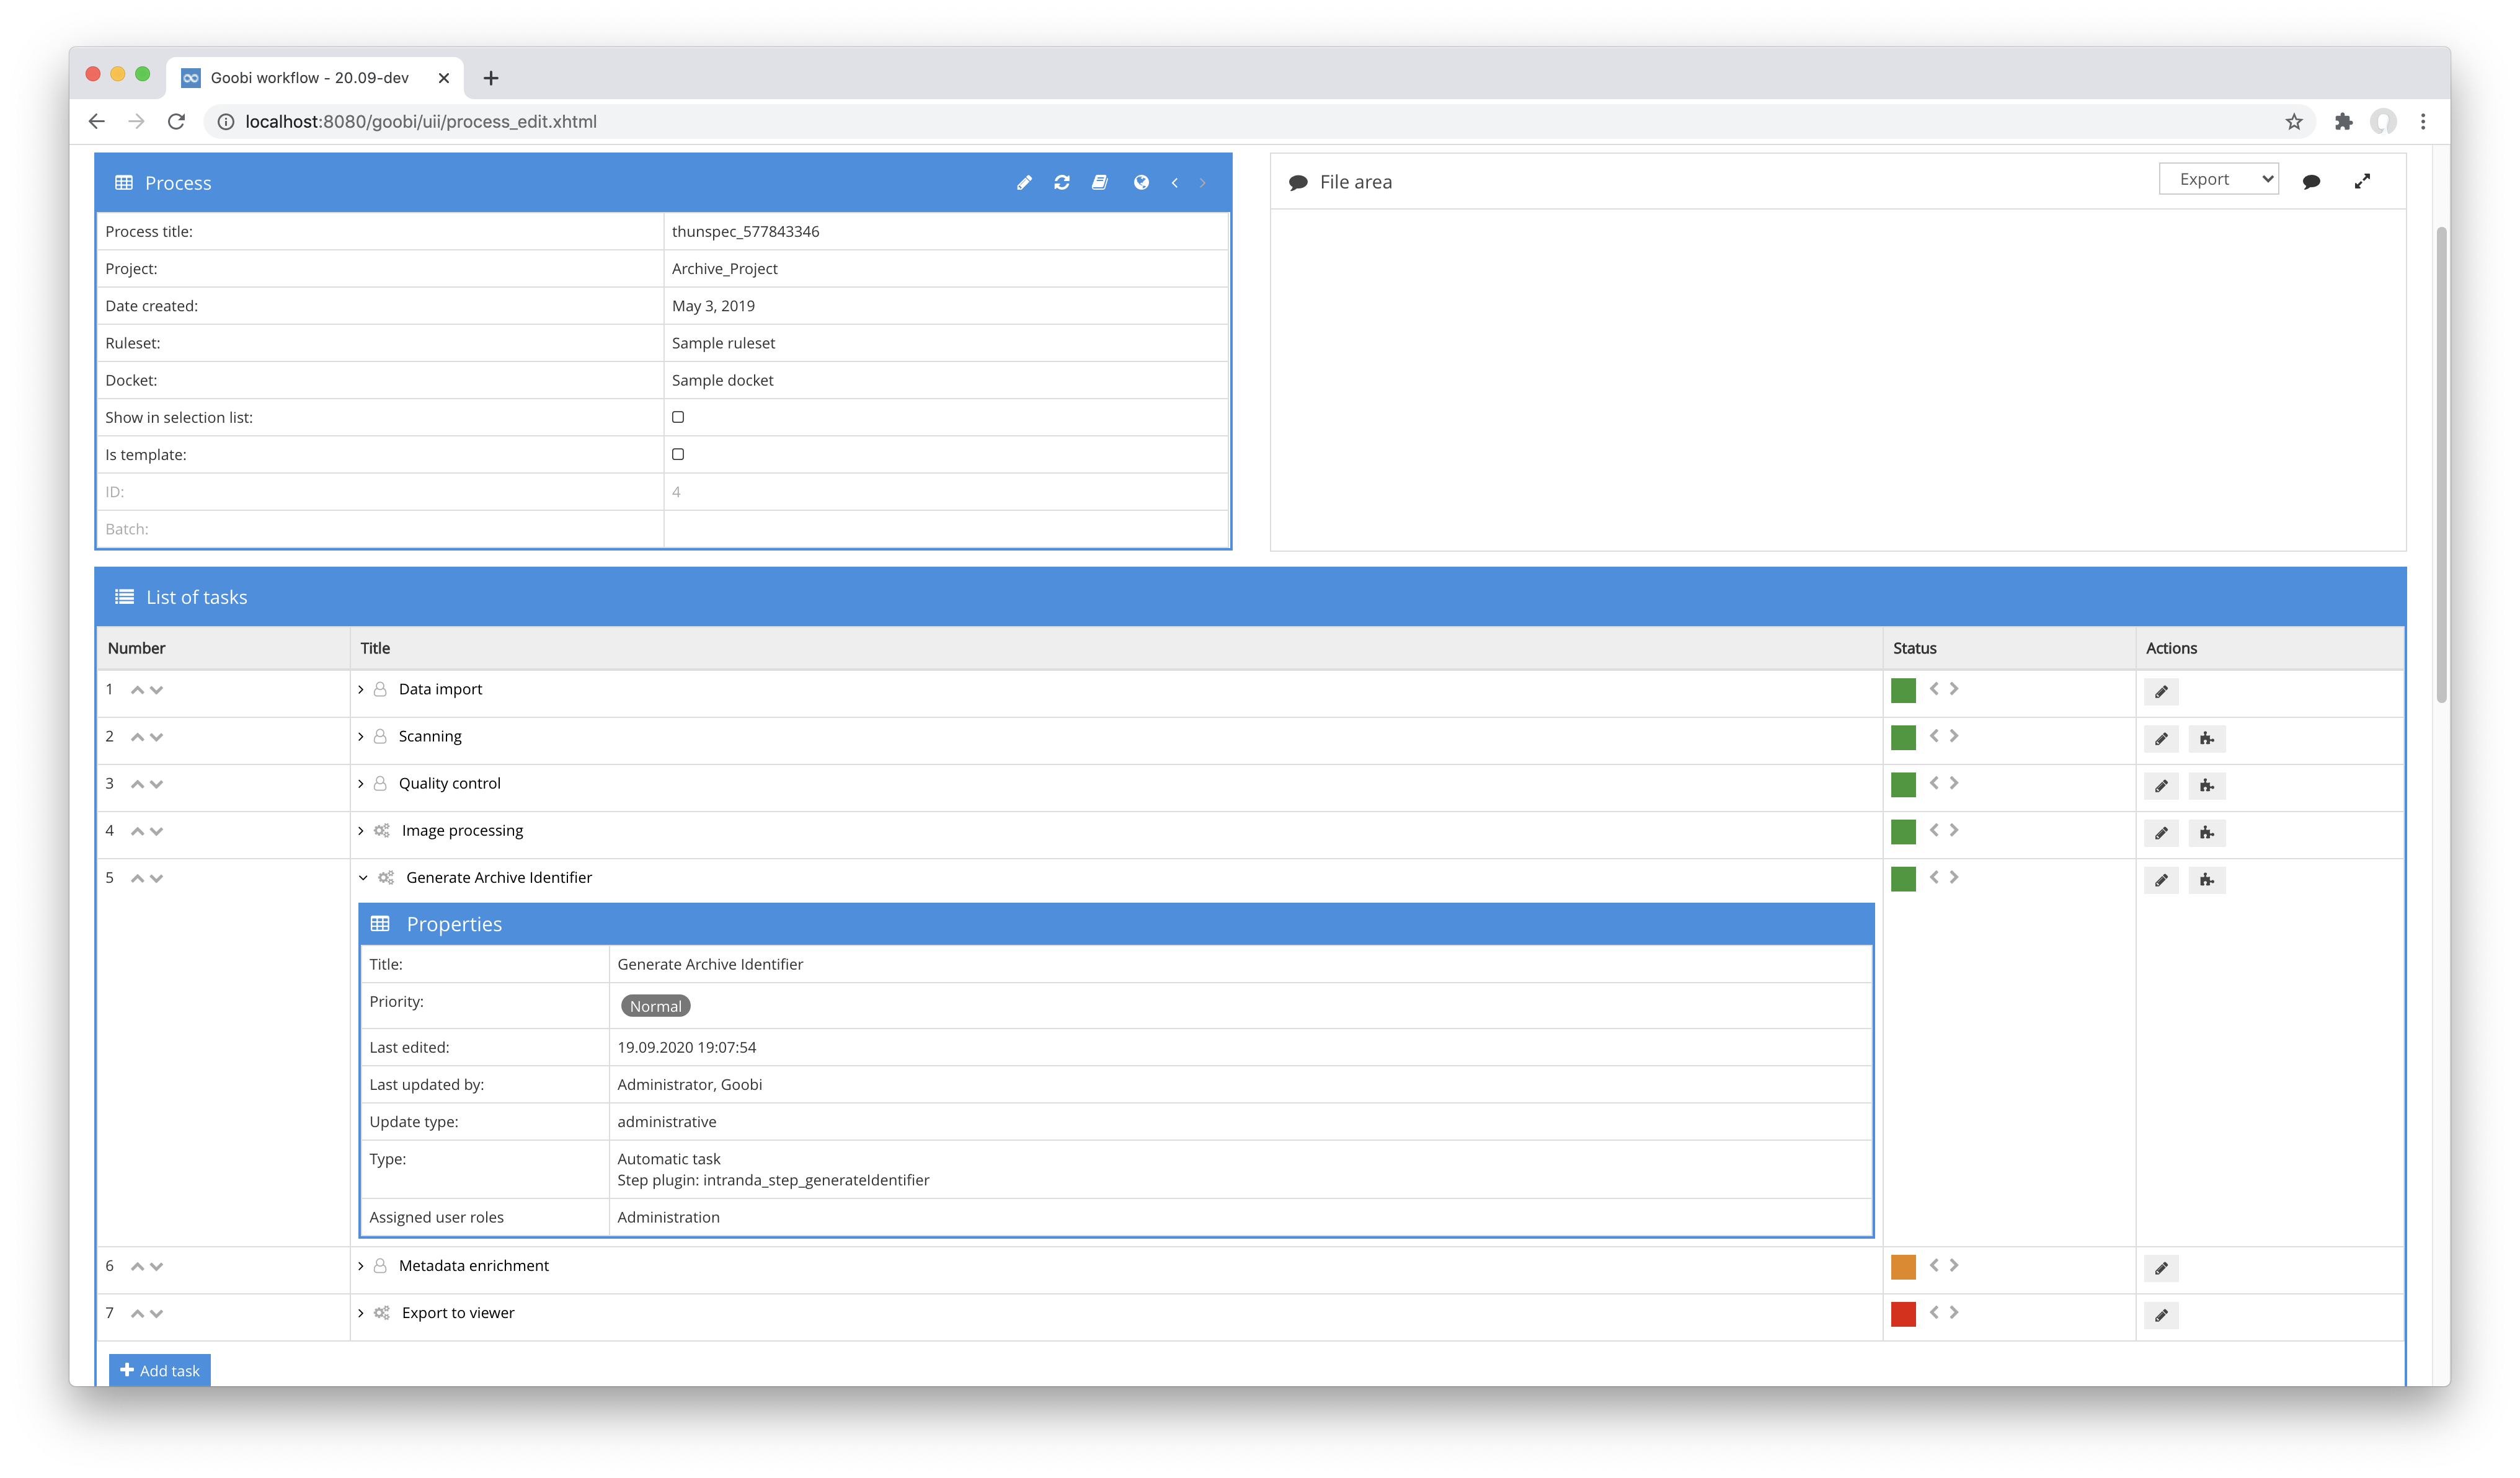 Goobi workflow - 20.09-dev
localhost:8080/goobi/uii/process_edit.xhtml
Process
Process title: thunspec_577843346
Project: Archive_Project
Date created: May 3, 2019
Ruleset: Sample ruleset
Docket: Sample docket
Show in selection list:
Is template:
ID: 4
Batch:
File area
Export
List of tasks
Number Title Status Actions
1 Data import
2 Scanning
3 Quality control
4 Image processing
5 Generate Archive Identifier
Properties
Title: Generate Archive Identifier
Priority: Normal
Last edited: 19.09.2020 19:07:54
Last updated by: Administrator, Goobi
Update type: administrative
Type: Automatic task
Step plugin: intranda_step_generateIdentifier
Assigned user roles Administration
6 Metadata enrichment
7 Export to viewer
Add task